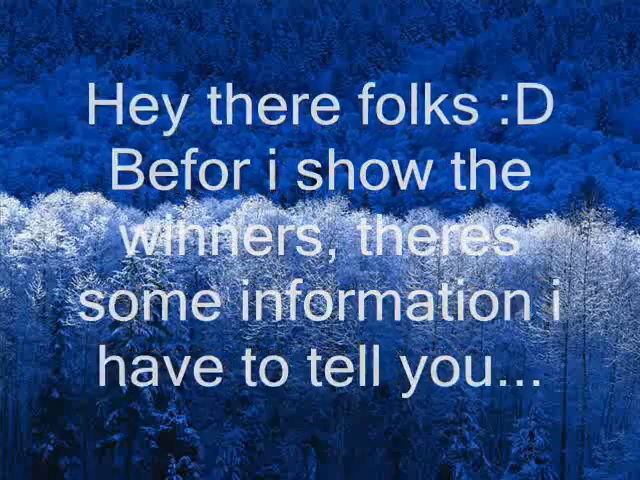 Hey there folks :D
Befor i show the
winners, theres
some information i
have to tell you...